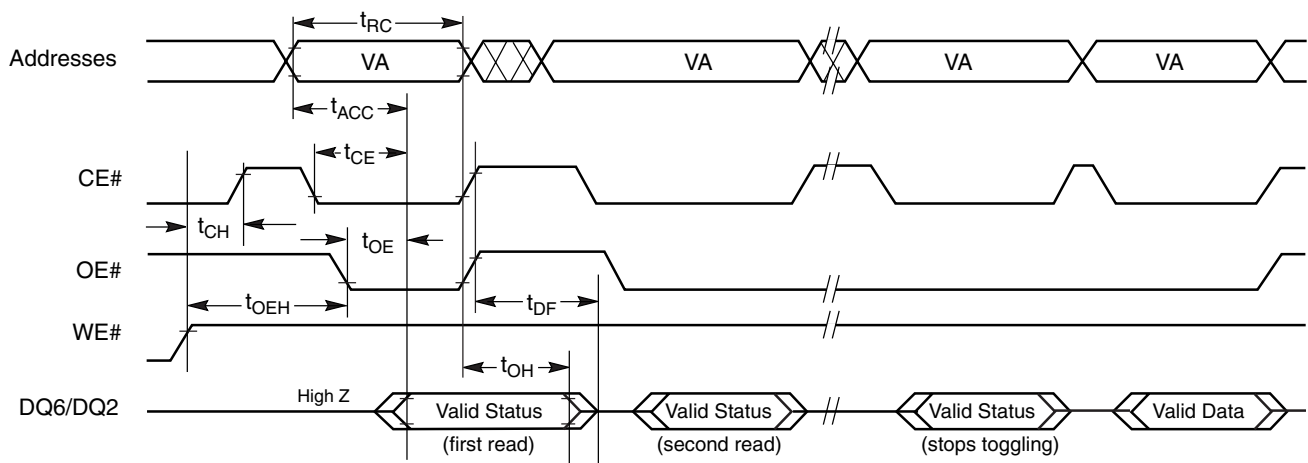 tRC
Addresses VA VA VA VA
tACC
tCE
CE#
tCH
tOE
OE#
tOEH
tDF
WE#
tOH
High Z
DQ6/DQ2 Valid Status Valid Status Valid Status Valid Data
(first read) (second read) (stops toggling)